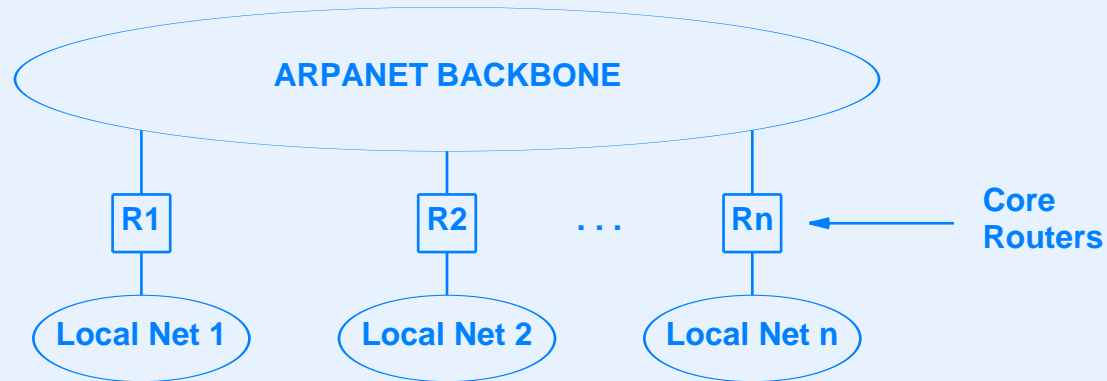 ARPANET BACKBONE
R1
R2
. . .
Rn
Core
Routers
Local Net 1
Local Net 2
Local Net n